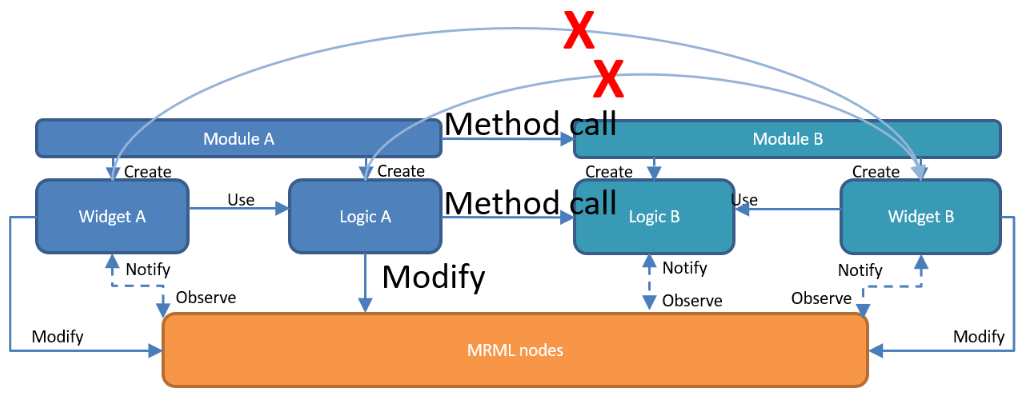 X
X
Method call
Module A
Module B
Create
Create
Create
Create
Widget A
Use
Logic A
Method call
Logic B
Use
Widget B
Notify
Observe
Modify
Notify
Observe
Notify
Observe
Modify
MRML nodes
Modify